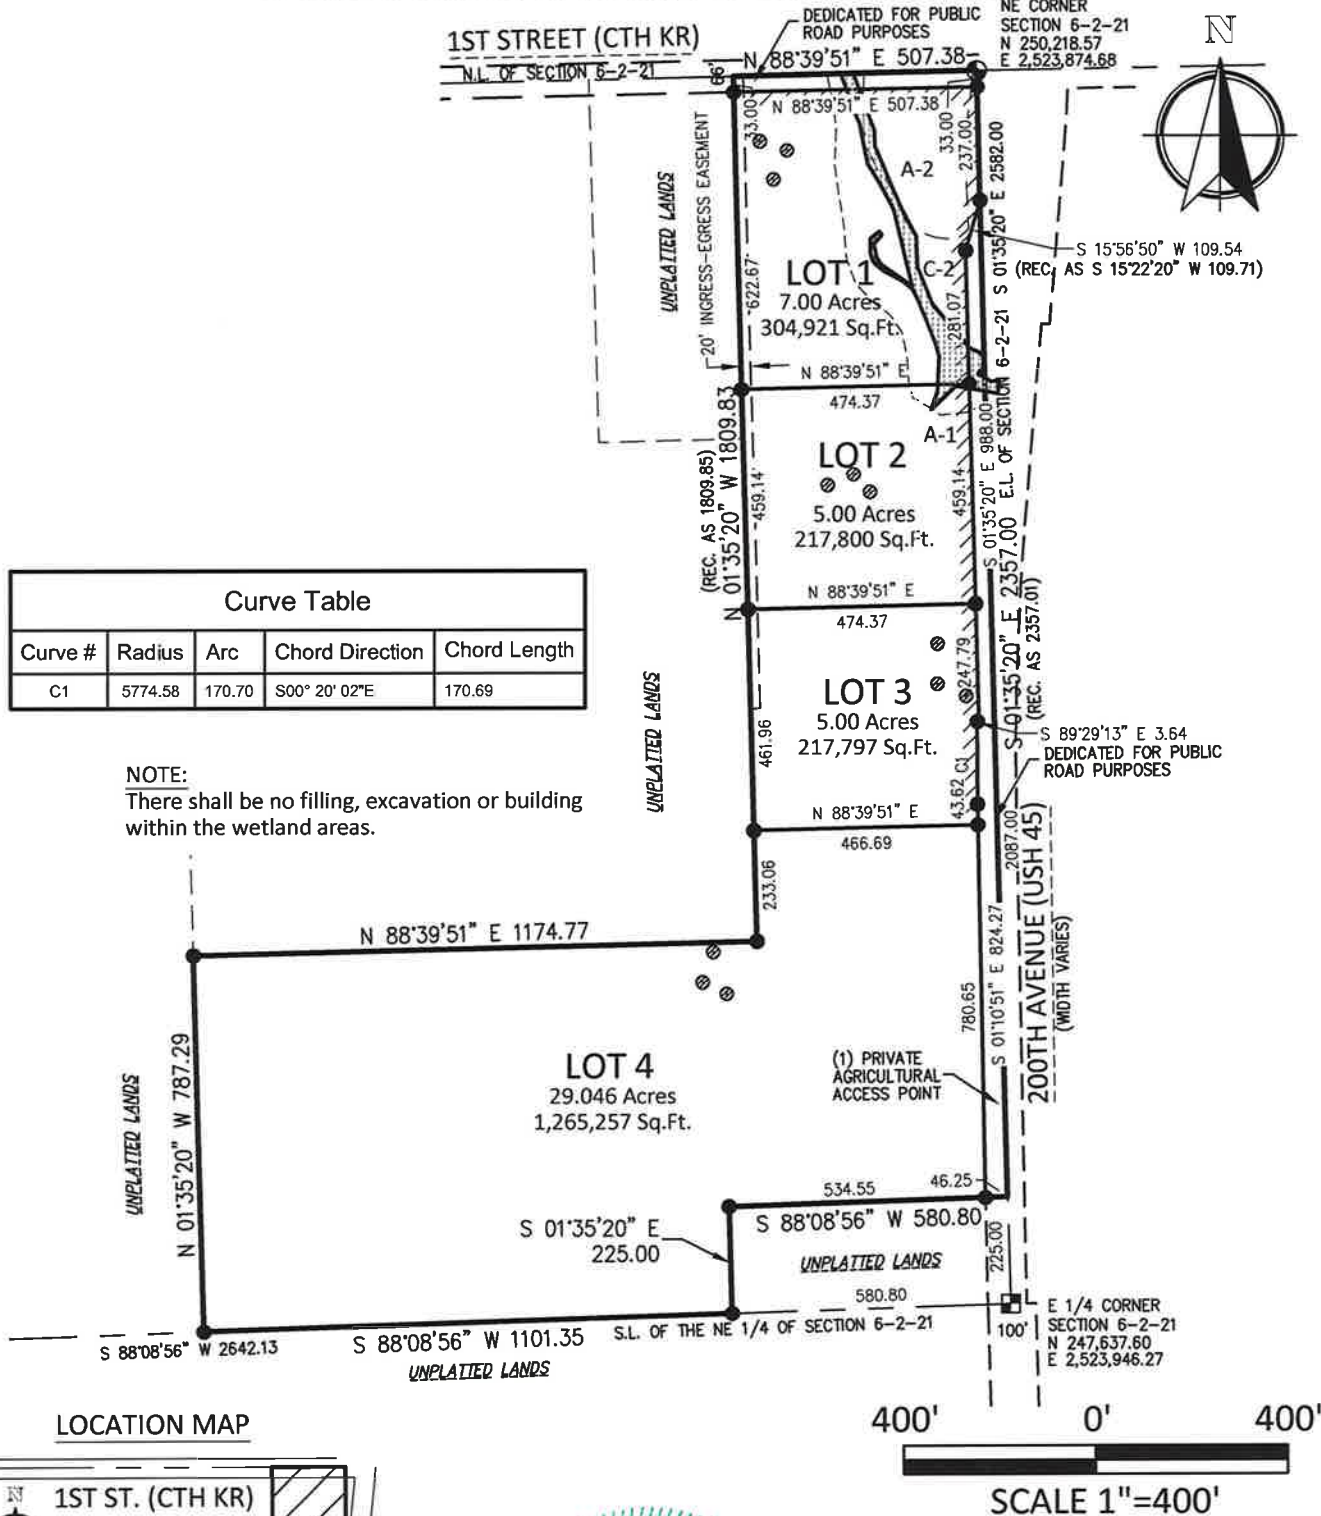 DEDICATED FOR PUBLIC
ROAD PURPOSES
NE CORNER
SECTION 6-2-21
N 250,218.57
E 2,523,874.68
N
1ST STREET (CTH KR)
N.L. OF SECTION 6-2-21
N 88°39'51" E 507.38
66'
N 88°39'51" E 507.38
33.00
33.00
237.00
20' INGRESS-EGRESS EASEMENT
UNPLATTED LANDS
A-2
S 01°35'20" E 2582.00
E.L. OF SECTION 6-2-21
S 15°56'50" W 109.54
(REC. AS S 15°22'20" W 109.71)
LOT 1
7.00 Acres
304,921 Sq.Ft.
C-2
622.67
281.07
N 88°39'51" E
474.37
A-1
N 01°35'20" W 1809.83
(REC. AS 1809.85)
LOT 2
5.00 Acres
217,800 Sq.Ft.
459.14
459.14
S 01°35'20" E 988.00
S 01°35'20" E 2357.00
(REC. AS 2357.01)
N 88°39'51" E
474.37
Curve Table
Curve # Radius Arc Chord Direction Chord Length
C1 5774.58 170.70 S00° 20' 02"E 170.69
UNPLATTED LANDS
LOT 3
5.00 Acres
217,797 Sq.Ft.
461.96
247.79
S 89°29'13" E 3.64
DEDICATED FOR PUBLIC
ROAD PURPOSES
C1
43.62
NOTE:
There shall be no filling, excavation or building
within the wetland areas.
N 88°39'51" E
466.69
233.06
2087.00
200TH AVENUE (USH 45)
(WIDTH VARIES)
N 88°39'51" E 1174.77
S 01°10'51" E 824.27
780.65
UNPLATTED LANDS
N 01°35'20" W 787.29
LOT 4
29.046 Acres
1,265,257 Sq.Ft.
(1) PRIVATE
AGRICULTURAL
ACCESS POINT
534.55
46.25
S 88°08'56" W 580.80
S 01°35'20" E
225.00
225.00
UNPLATTED LANDS
580.80
S.L. OF THE NE 1/4 OF SECTION 6-2-21
100'
E 1/4 CORNER
SECTION 6-2-21
N 247,637.60
E 2,523,946.27
S 88°08'56" W 2642.13
S 88°08'56" W 1101.35
UNPLATTED LANDS
LOCATION MAP
N
1ST ST. (CTH KR)
400' 0' 400'
SCALE 1"=400'